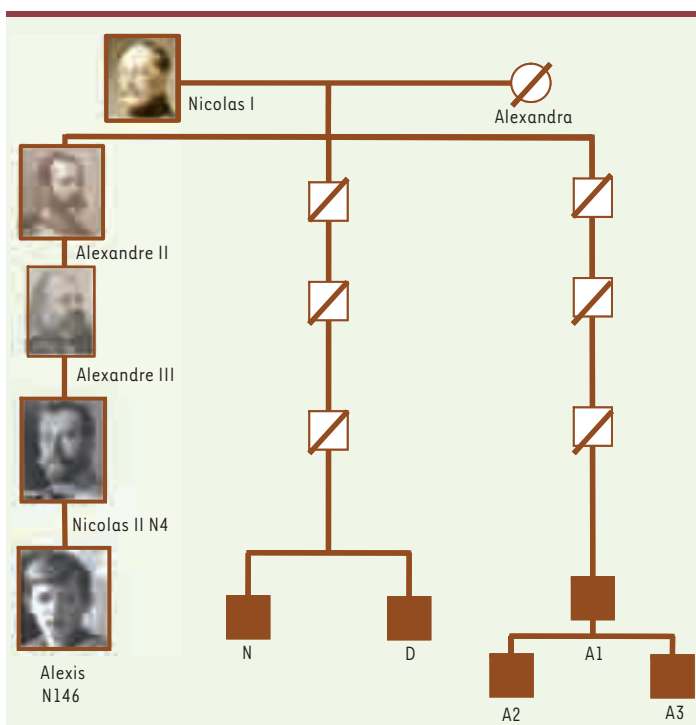 Nicolas I
Alexandra
Alexandre II
Alexandre III
Nicolas II N4
Alexis
N146
N
D
A1
A2
A3